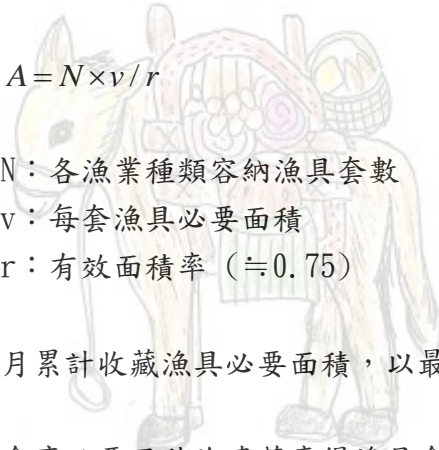 A=N×v/r
N：各漁業種類容納漁具套數
v：每套漁具必要面積
r：有效面積率（≒0.75）
月累計收藏漁具必要面積，以最